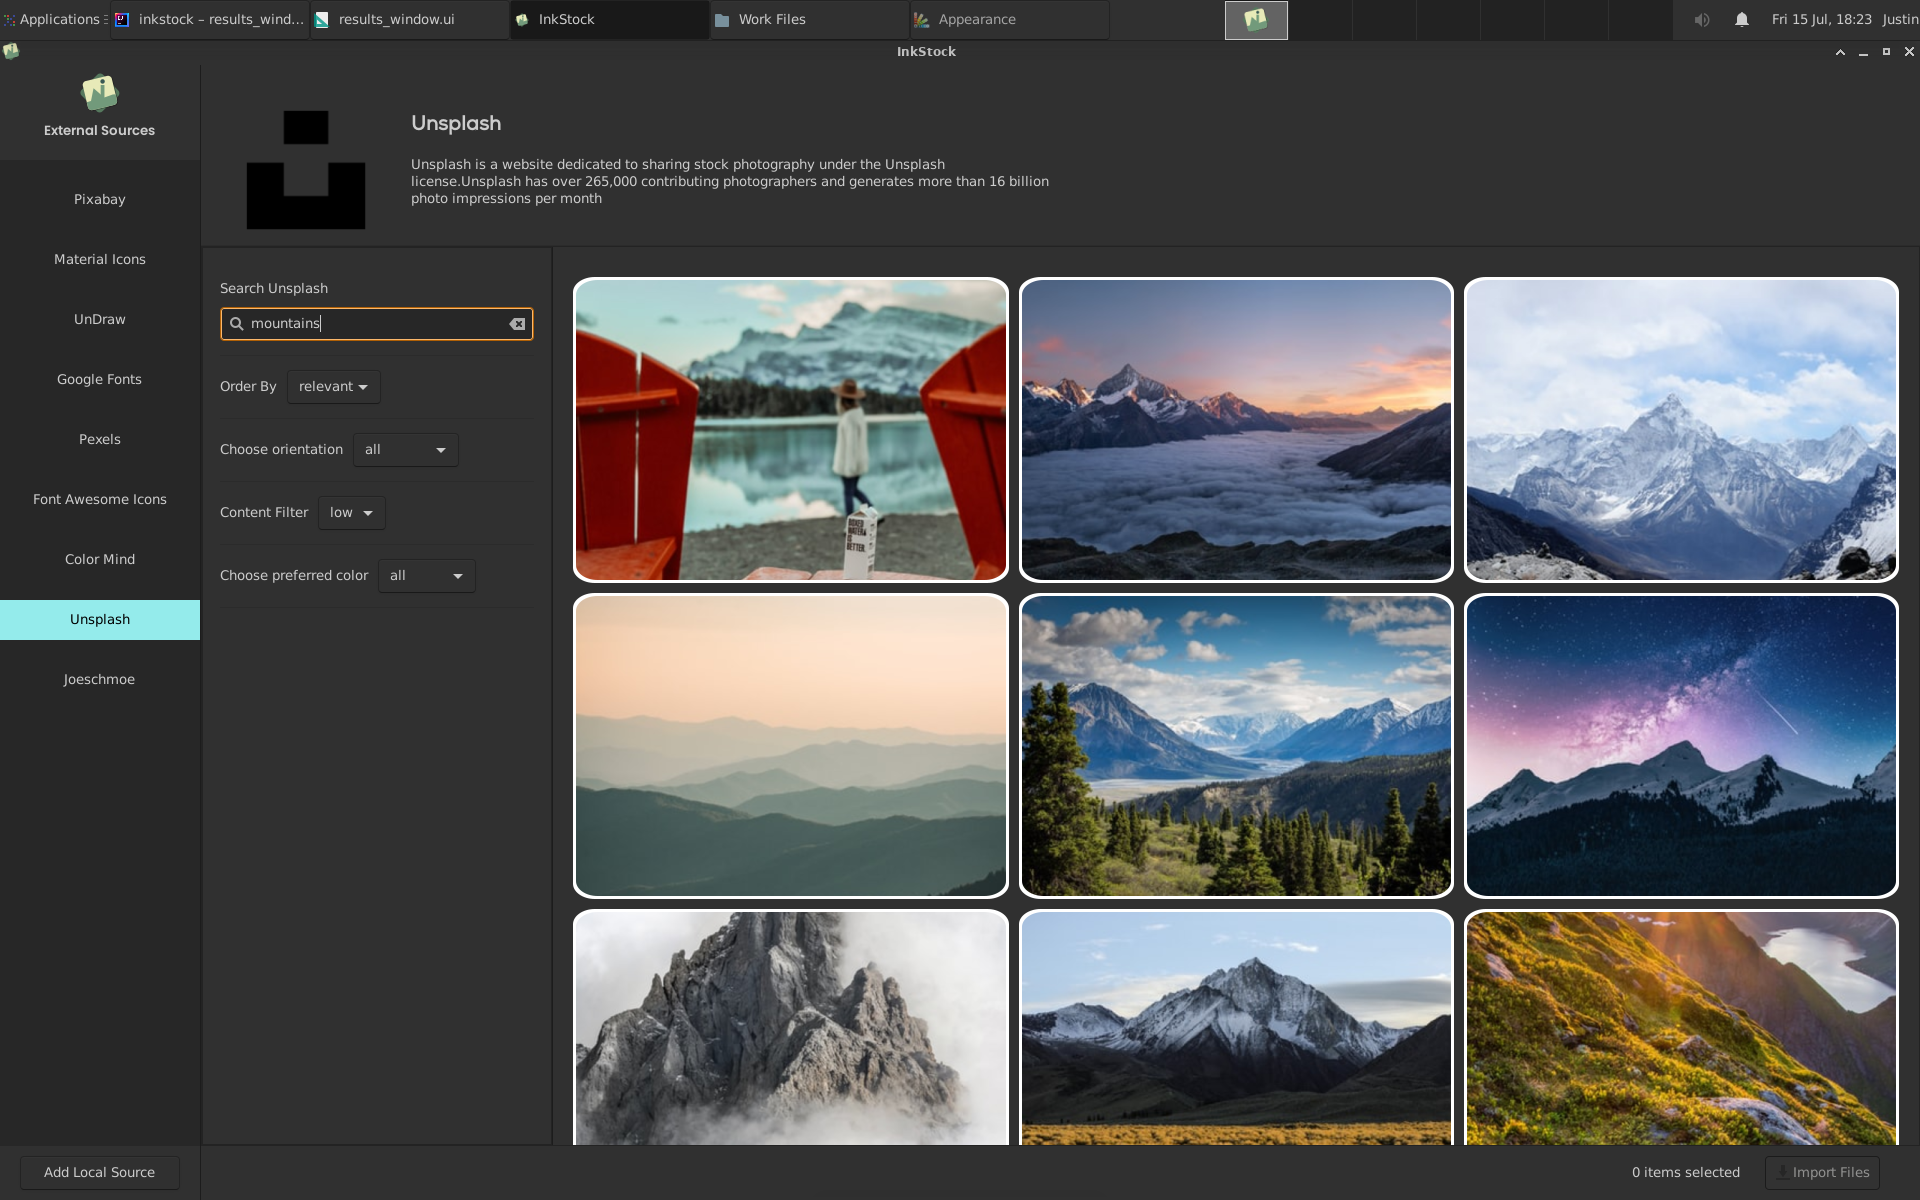 Applications
inkstock – results_wind...
results_window.ui
InkStock
Work Files
Appearance
Fri 15 Jul, 18:23
Justin
InkStock
External Sources
Pixabay
Material Icons
UnDraw
Google Fonts
Pexels
Font Awesome Icons
Color Mind
Unsplash
Joeschmoe
Add Local Source
Unsplash
Unsplash is a website dedicated to sharing stock photography under the Unsplash
license.Unsplash has over 265,000 contributing photographers and generates more than 16 billion
photo impressions per month
Search Unsplash
mountains
Order By relevant
Choose orientation all
Content Filter low
Choose preferred color all
BOXED
WATER
IS
BETTER.
0 items selected
Import Files